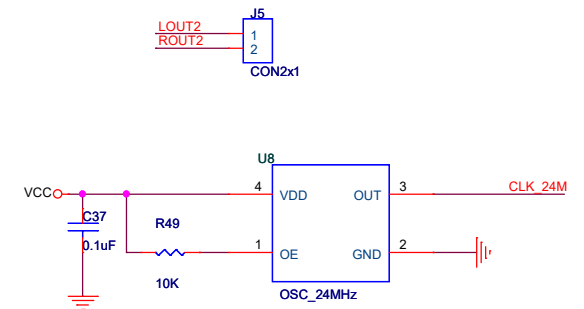 J5
LOUT2 1
ROUT2 2
CON2x1
U8
VCC 4 VDD OUT 3 CLK_24M
C37 R49
0.1uF 1 OE GND 2
10K
OSC_24MHz